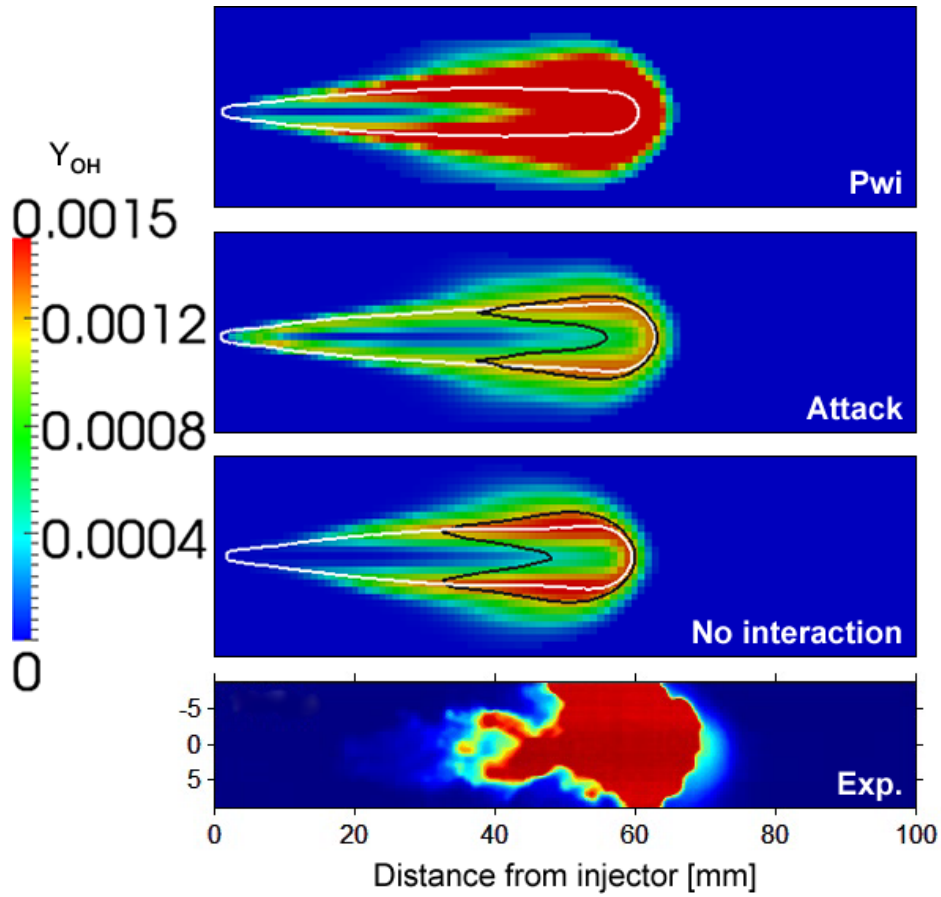 Pwi
Y_OH
0.0015
0.0012
0.0008
0.0004
0
Attack
No interaction
-5
0
5
Exp.
0 20 40 60 80 100
Distance from injector [mm]